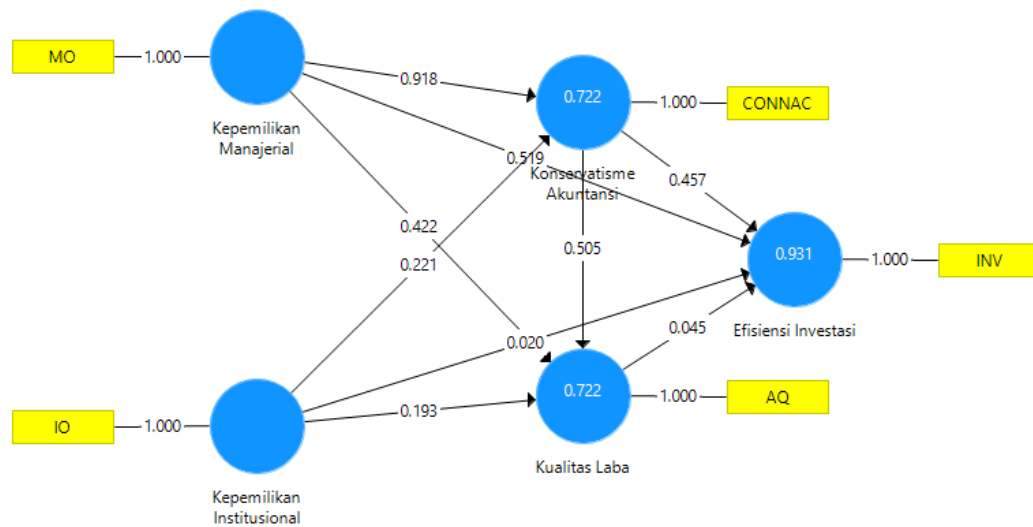 MO
1.000
Kepemilikan
Manajerial
0.918
0.722
1.000
CONNAC
Konservatisme
Akuntansi
0.519
0.457
0.422
0.221
0.505
0.931
1.000
INV
Efisiensi Investasi
0.020
0.045
IO
1.000
Kepemilikan
Institusional
0.193
0.722
1.000
AQ
Kualitas Laba